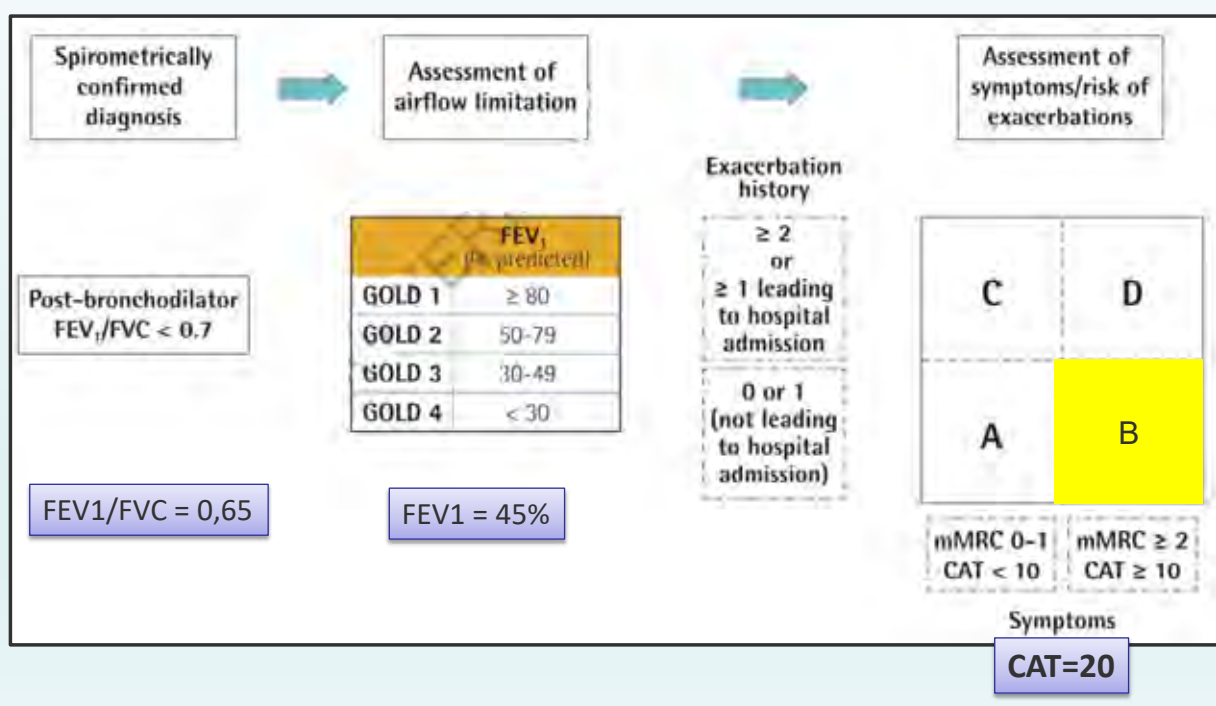 Spirometrically
confirmed
diagnosis
Assessment of
airflow limitation
Assessment of
symptoms/risk of
exacerbations
Exacerbation
history
Post-bronchodilator
FEV₁/FVC < 0.7
FEV₁
(% predicted)
GOLD 1 ≥ 80
GOLD 2 50-79
GOLD 3 30-49
GOLD 4 < 30
≥ 2
or
≥ 1 leading
to hospital
admission
0 or 1
(not leading
to hospital
admission)
C D
A B
FEV1/FVC = 0,65
FEV1 = 45%
mMRC 0-1 mMRC ≥ 2
CAT < 10 CAT ≥ 10
Symptoms
CAT=20